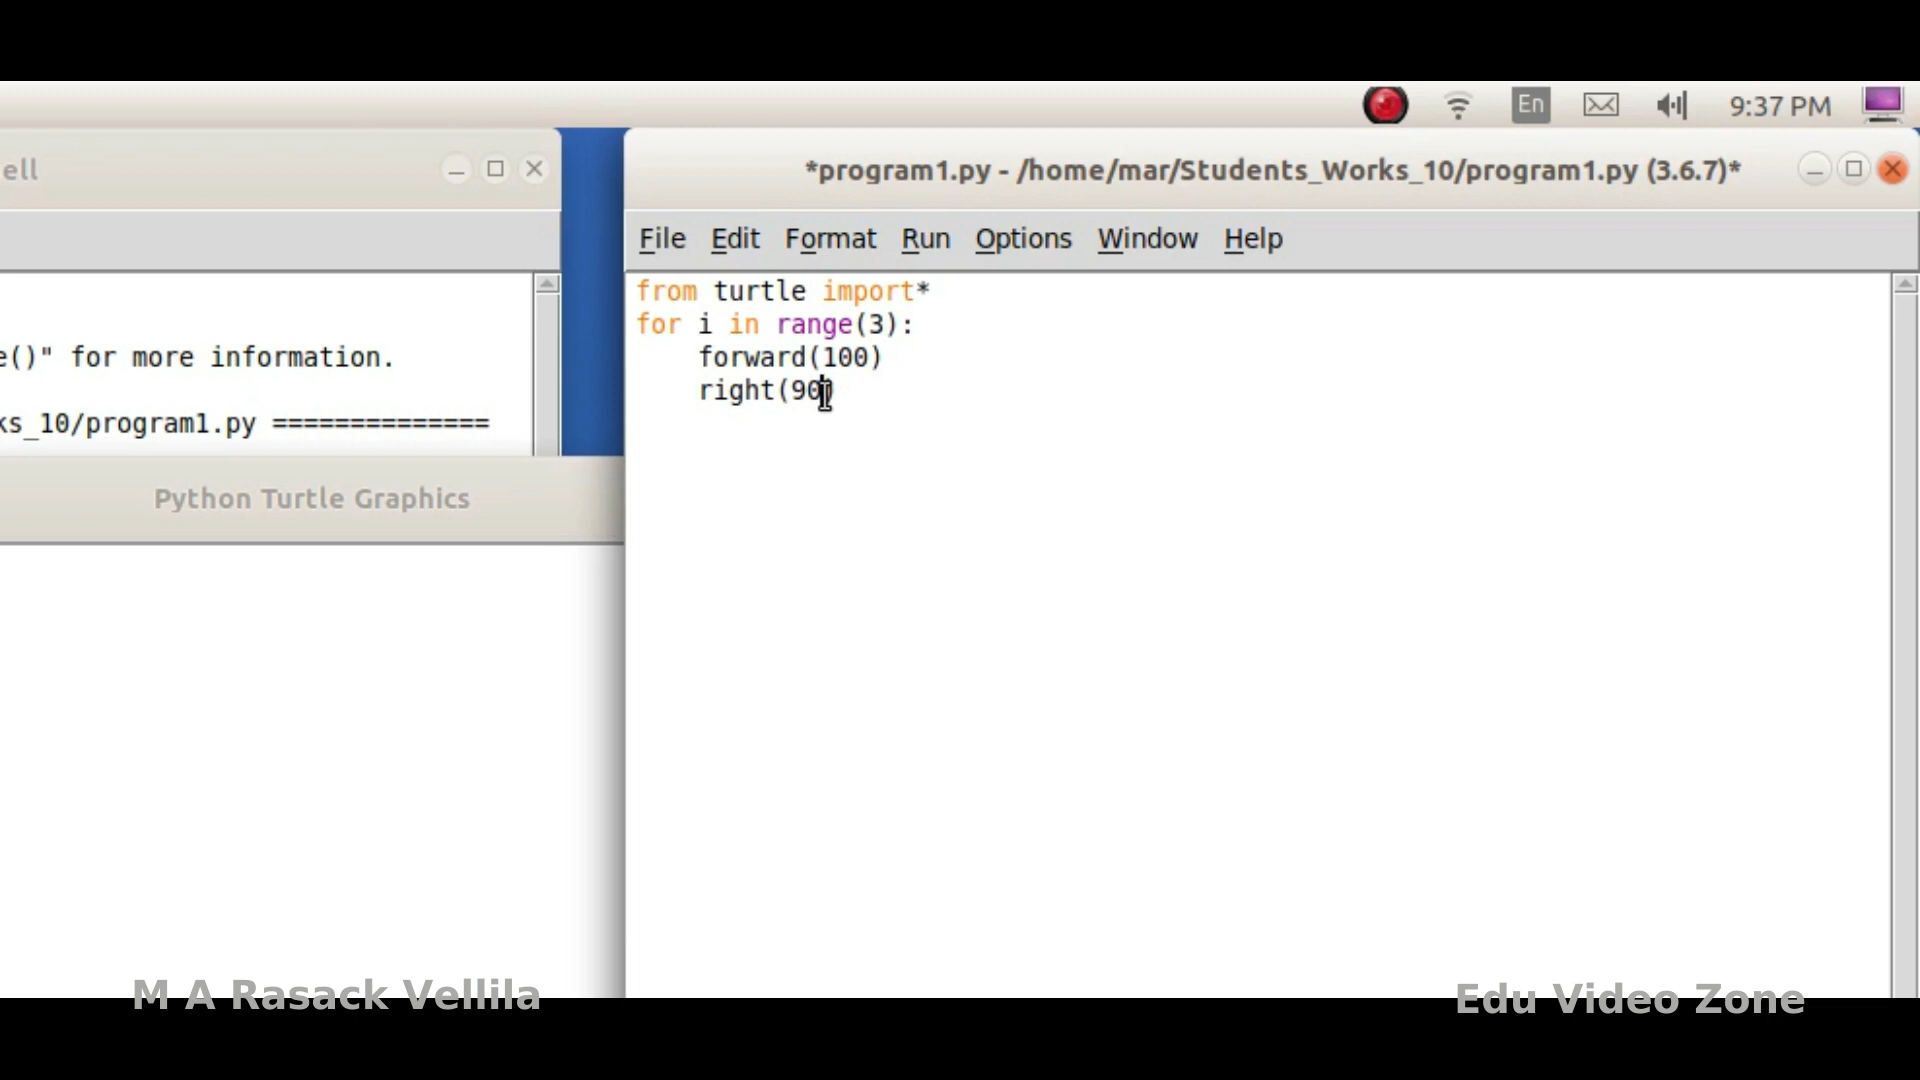 En
9:37 PM
ell
*program1.py - /home/mar/Students_Works_10/program1.py (3.6.7)*
File Edit Format Run Options Window Help
from turtle import*
for i in range(3):
    forward(100)
    right(90)
e()" for more information.
ks_10/program1.py ==============
Python Turtle Graphics
M A Rasack Vellila
Edu Video Zone